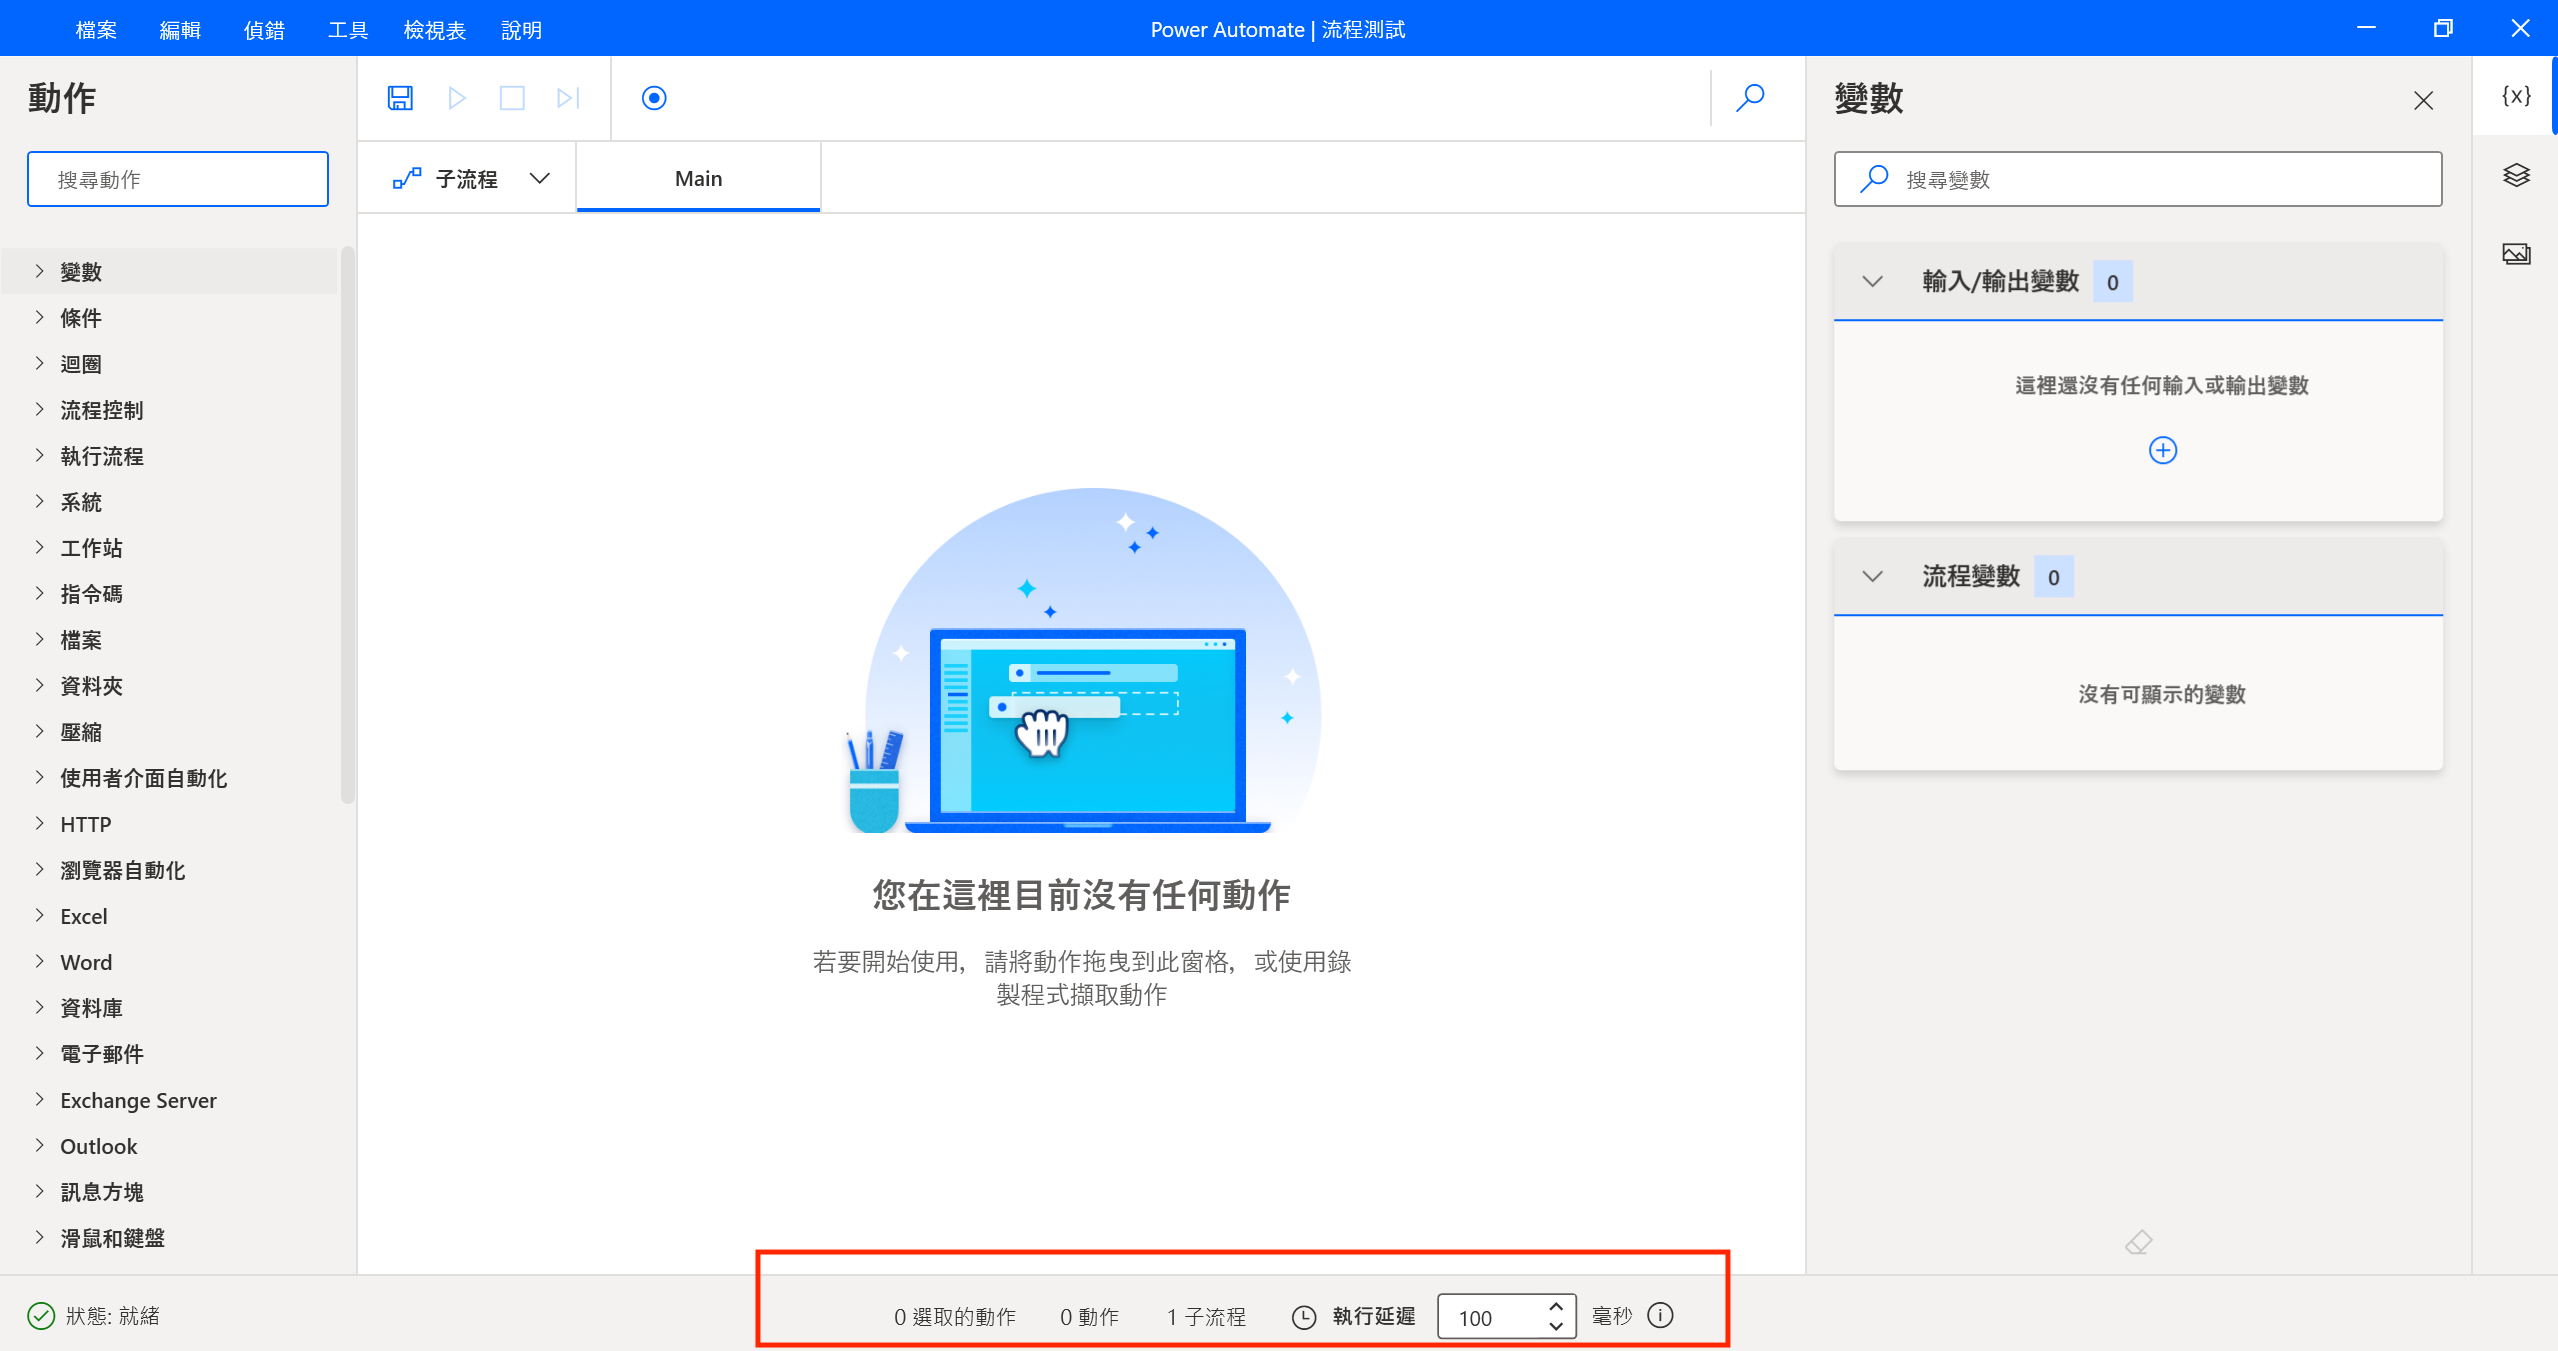 檔案 編輯 偵錯 工具 檢視表 說明
Power Automate | 流程測試
動作
搜尋動作
變數
條件
迴圈
流程控制
執行流程
系統
工作站
指令碼
檔案
資料夾
壓縮
使用者介面自動化
HTTP
瀏覽器自動化
Excel
Word
資料庫
電子郵件
Exchange Server
Outlook
訊息方塊
滑鼠和鍵盤
子流程
Main
您在這裡目前沒有任何動作
若要開始使用，請將動作拖曳到此窗格，或使用錄
製程式擷取動作
變數
{x}
搜尋變數
輸入/輸出變數 0
這裡還沒有任何輸入或輸出變數
流程變數 0
沒有可顯示的變數
狀態: 就緒
0 選取的動作 0 動作 1 子流程 執行延遲 100 毫秒